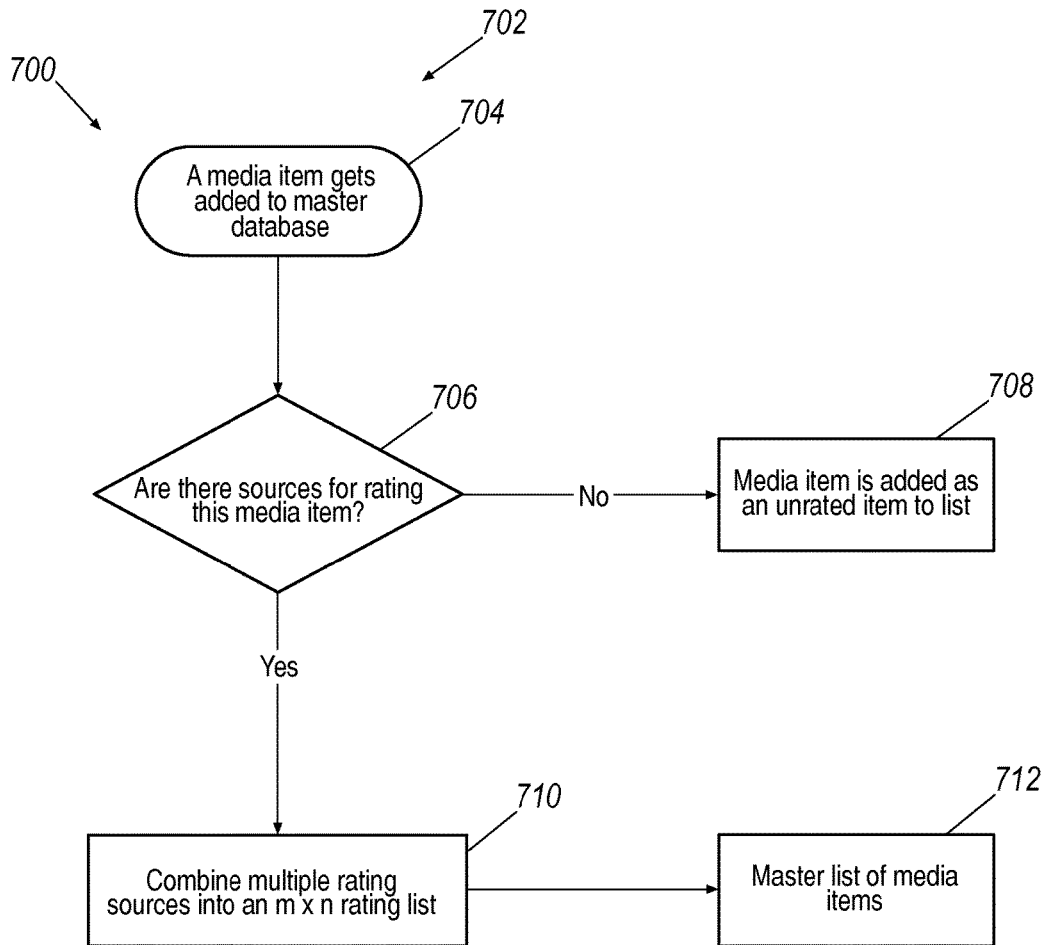 702
700
704
A media item gets
added to master
database
706
708
Are there sources for rating
this media item?
No
Media item is added as
an unrated item to list
Yes
710
712
Combine multiple rating
sources into an m x n rating list
Master list of media
items